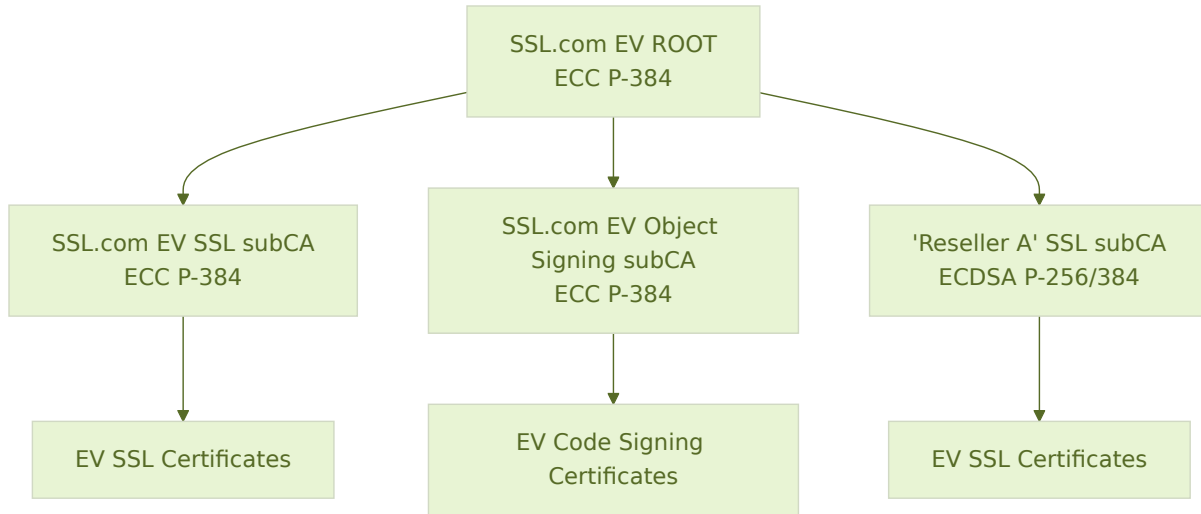 SSL.com EV ROOT
ECC P-384
SSL.com EV SSL subCA
ECC P-384
SSL.com EV Object
Signing subCA
ECC P-384
'Reseller A' SSL subCA
ECDSA P-256/384
EV SSL Certificates
EV Code Signing
Certificates
EV SSL Certificates